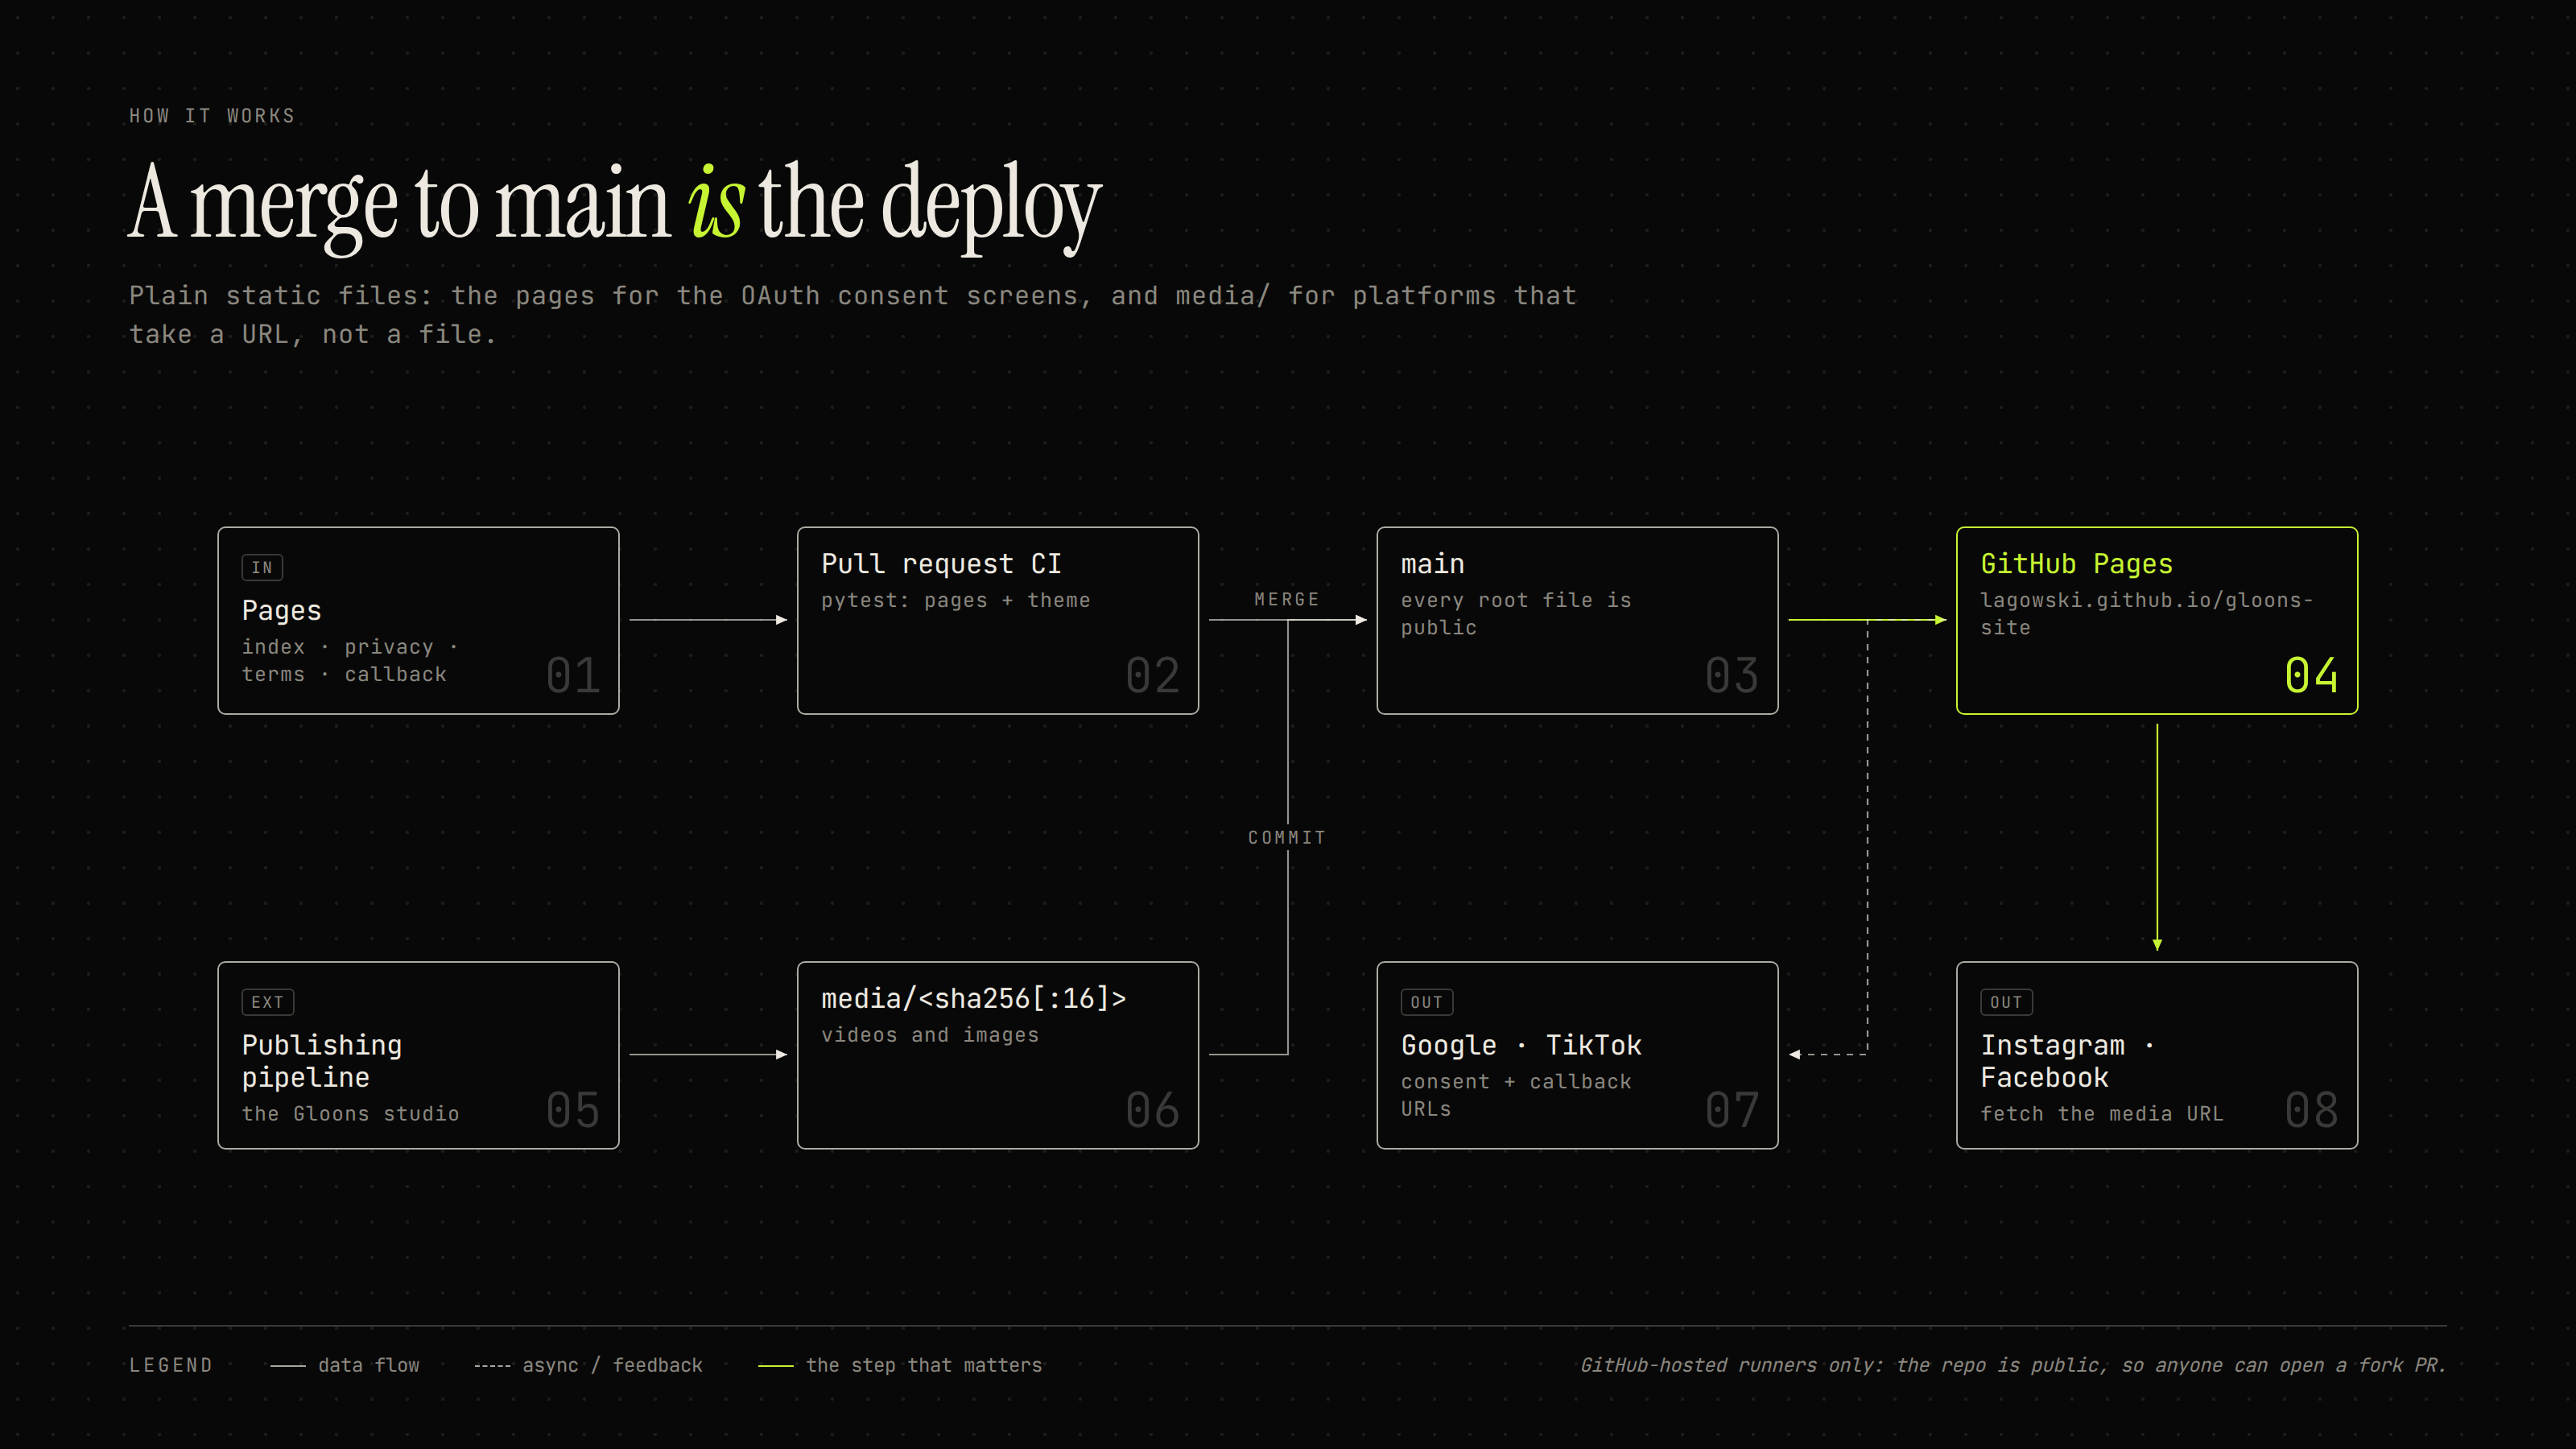 HOW IT WORKS
A merge to main is the deploy
Plain static files: the pages for the OAuth consent screens, and media/ for platforms that
take a URL, not a file.
IN
Pages
index · privacy ·
terms · callback
01
Pull request CI
pytest: pages + theme
02
MERGE
main
every root file is
public
03
GitHub Pages
lagowski.github.io/gloons-
site
04
COMMIT
EXT
Publishing
pipeline
the Gloons studio
05
media/<sha256[:16]>
videos and images
06
OUT
Google · TikTok
consent + callback
URLs
07
OUT
Instagram ·
Facebook
fetch the media URL
08
LEGEND
data flow
async / feedback
the step that matters
GitHub-hosted runners only: the repo is public, so anyone can open a fork PR.